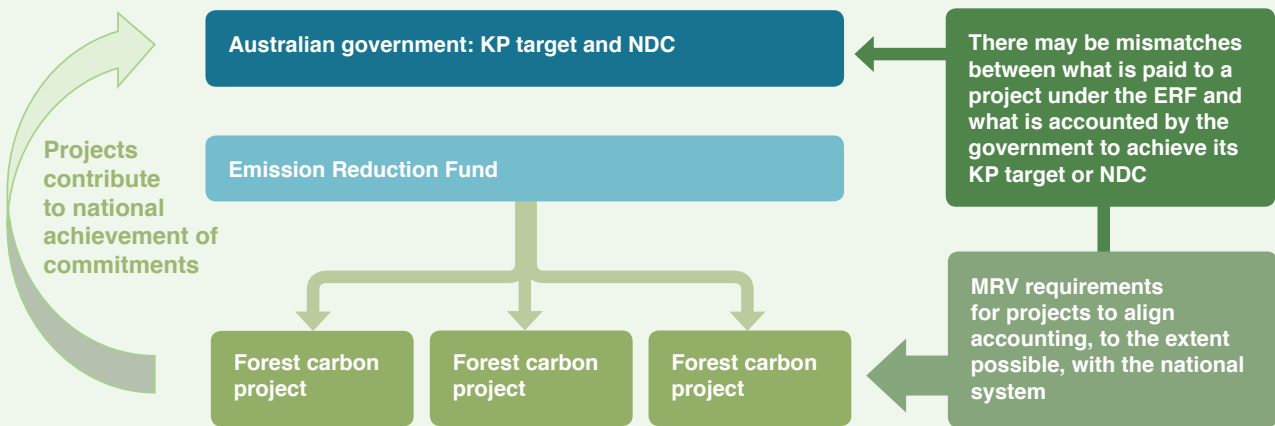 Australian government: KP target and NDC
There may be mismatches
between what is paid to a
project under the ERF and
what is accounted by the
government to achieve its
KP target or NDC
Projects
contribute
to national
achievement of
commitments
Emission Reduction Fund
MRV requirements
for projects to align
accounting, to the extent
possible, with the national
system
Forest carbon
project
Forest carbon
project
Forest carbon
project